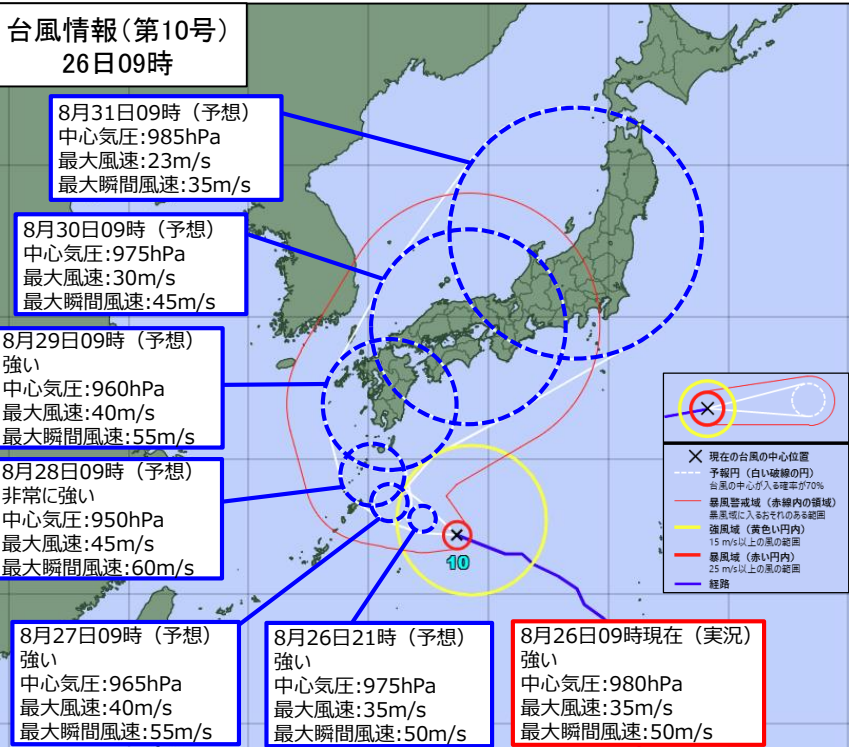 台風情報(第10号)
26日09時
8月31日09時（予想）
中心気圧:985hPa
最大風速:23m/s
最大瞬間風速:35m/s
8月30日09時（予想）
中心気圧:975hPa
最大風速:30m/s
最大瞬間風速:45m/s
8月29日09時（予想）
強い
中心気圧:960hPa
最大風速:40m/s
最大瞬間風速:55m/s
8月28日09時（予想）
非常に強い
中心気圧:950hPa
最大風速:45m/s
最大瞬間風速:60m/s
8月27日09時（予想）
強い
中心気圧:965hPa
最大風速:40m/s
最大瞬間風速:55m/s
8月26日21時（予想）
強い
中心気圧:975hPa
最大風速:35m/s
最大瞬間風速:50m/s
8月26日09時現在（実況）
強い
中心気圧:980hPa
最大風速:35m/s
最大瞬間風速:50m/s
10
現在の台風の中心位置
予報円（白い破線の円）
台風の中心が入る確率が70%
暴風警戒域（赤線内の領域）
暴風域に入るおそれのある範囲
強風域（黄色い円内）
15 m/s以上の風の範囲
暴風域（赤い円内）
25 m/s以上の風の範囲
経路